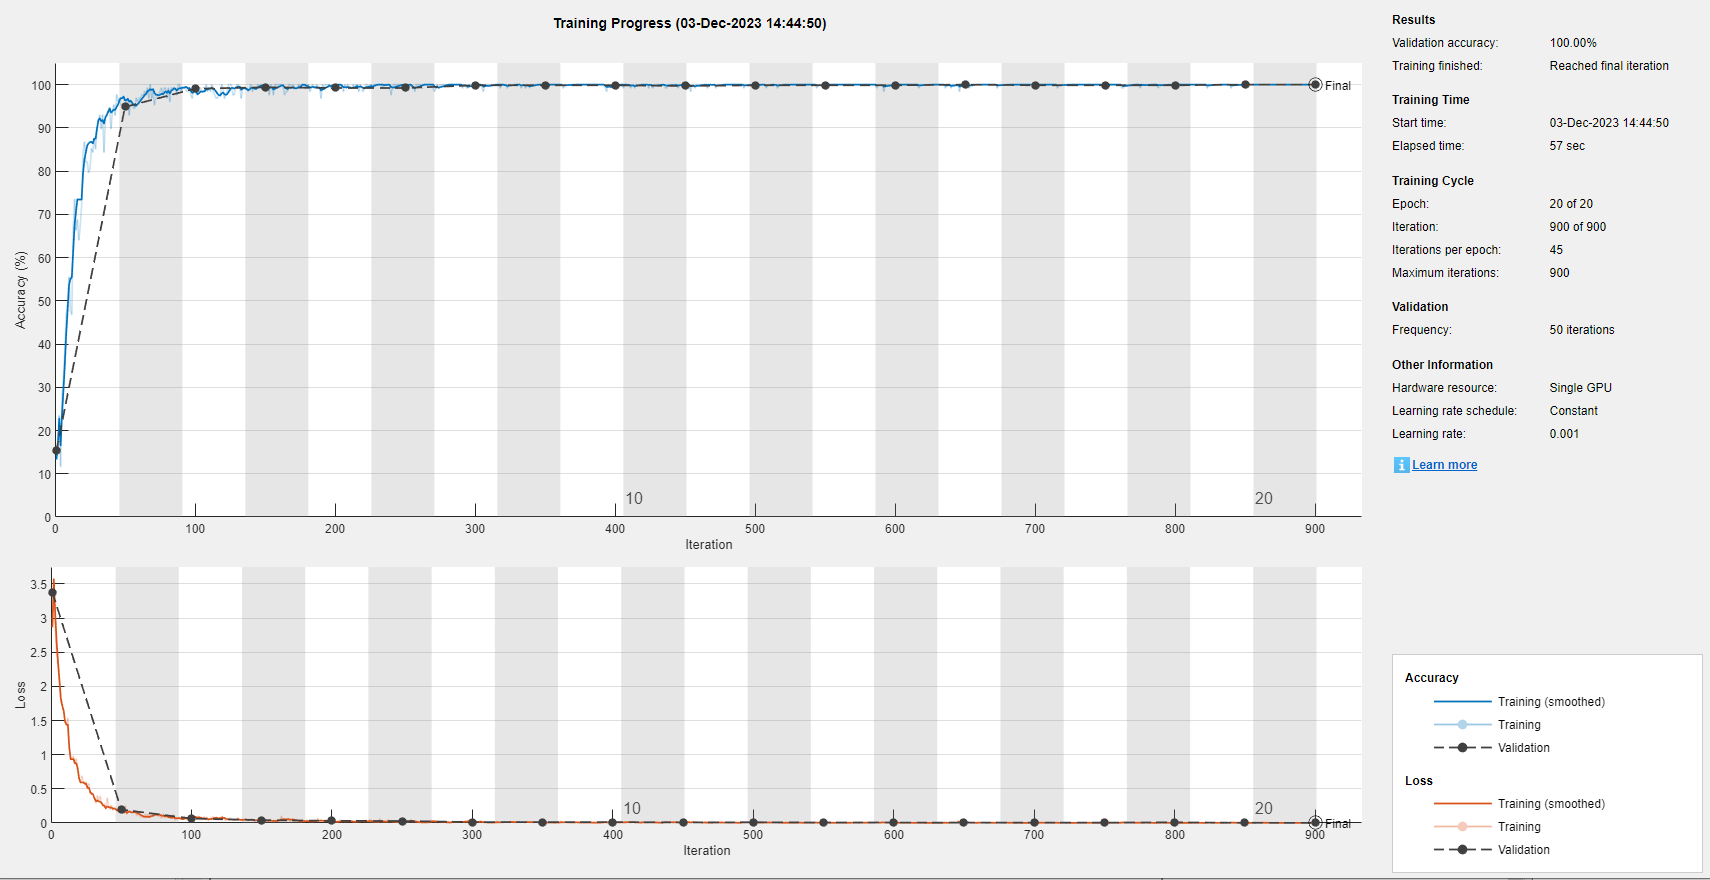 Training Progress (03-Dec-2023 14:44:50)
100
90
80
70
60
50
40
30
20
10
0
Accuracy (%)
Final
10
20
0
100
200
300
400
500
600
700
800
900
Iteration
3.5
3
2.5
2
1.5
1
0.5
0
Loss
10
20
Final
0
100
200
300
400
500
600
700
800
900
Iteration
Results
Validation accuracy: 100.00%
Training finished: Reached final iteration
Training Time
Start time: 03-Dec-2023 14:44:50
Elapsed time: 57 sec
Training Cycle
Epoch: 20 of 20
Iteration: 900 of 900
Iterations per epoch: 45
Maximum iterations: 900
Validation
Frequency: 50 iterations
Other Information
Hardware resource: Single GPU
Learning rate schedule: Constant
Learning rate: 0.001
i Learn more
Accuracy
Training (smoothed)
Training
Validation
Loss
Training (smoothed)
Training
Validation